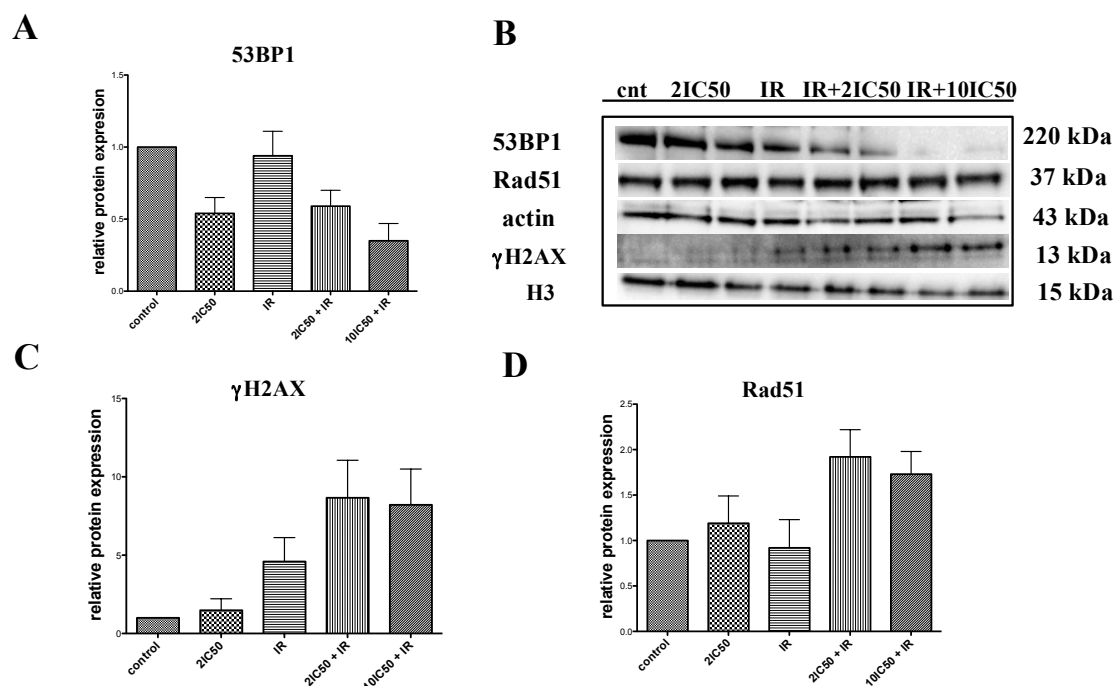 A
53BP1
relative protein expresion
1.5
1.0
0.5
0.0
control
2IC50
IR
2IC50 + IR
10IC50 + IR
B
cnt 2IC50 IR IR+2IC50 IR+10IC50
53BP1 220 kDa
Rad51 37 kDa
actin 43 kDa
γH2AX 13 kDa
H3 15 kDa
C
γH2AX
relative protein expression
15
10
5
0
control
2IC50
IR
2IC50 + IR
10IC50 + IR
D
Rad51
relative protein expression
2.5
2.0
1.5
1.0
0.5
0.0
control
2IC50
IR
2IC50 + IR
10IC50 + IR